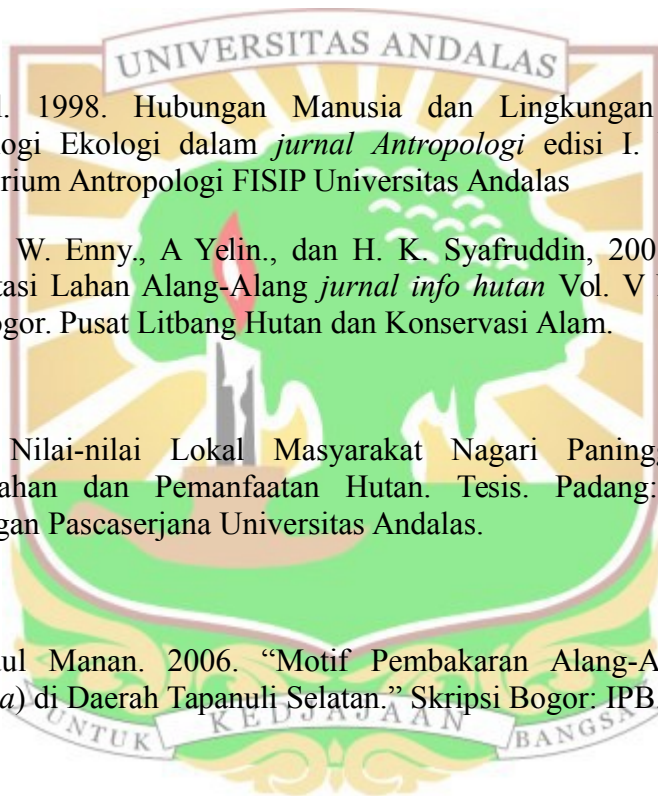 UNIVERSITAS ANDALAS
1998. Hubungan Manusia dan Lingkungan
ogi Ekologi dalam jurnal Antropologi edisi I.
rium Antropologi FISIP Universitas Andalas
W. Enny., A Yelin., dan H. K. Syafruddin, 200
tasi Lahan Alang-Alang jurnal info hutan Vol. V
ogor. Pusat Litbang Hutan dan Konservasi Alam.
Nilai-nilai Lokal Masyarakat Nagari Paning
ahan dan Pemanfaatan Hutan. Tesis. Padang:
gan Pascaserjana Universitas Andalas.
ul Manan. 2006. “Motif Pembakaran Alang-A
a) di Daerah Tapanuli Selatan.” Skripsi Bogor: IPB.
UNTUK KEDJAJAAN BANGSA